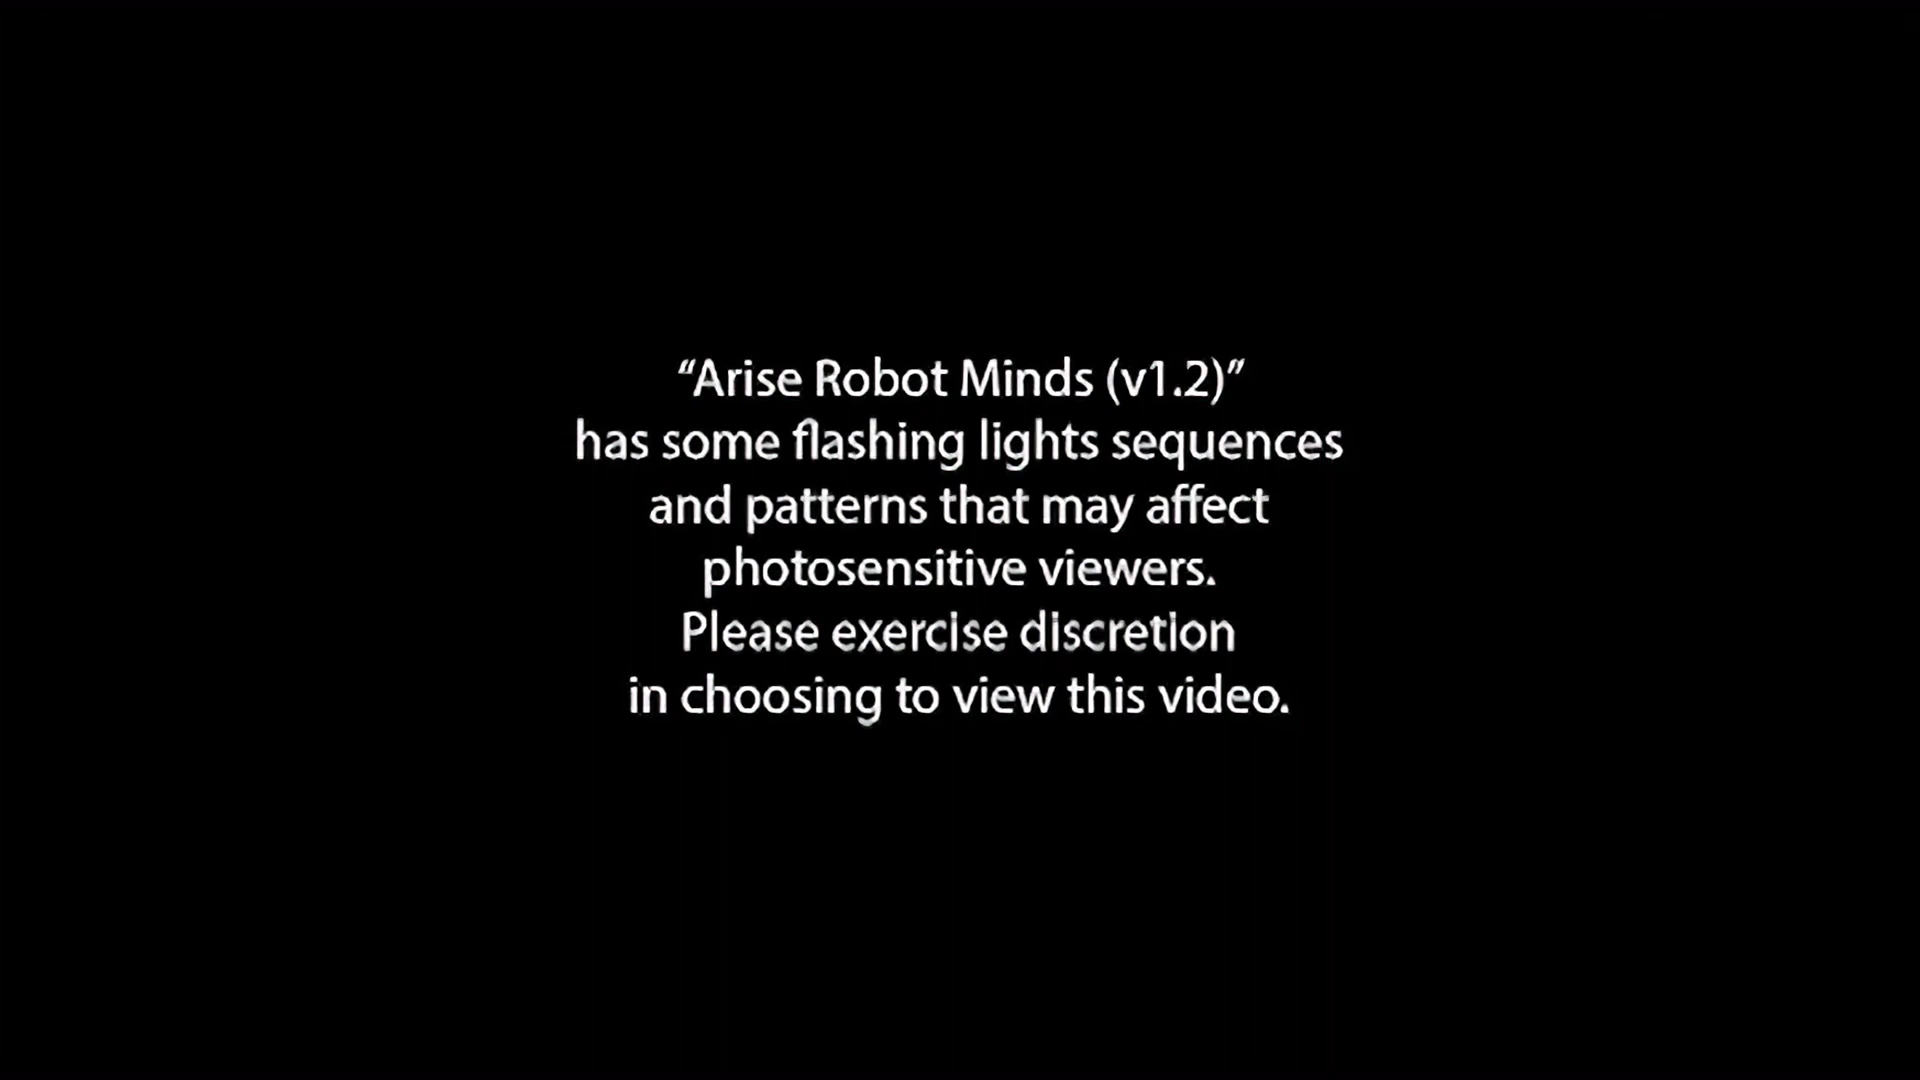 “Arise Robot Minds (v1.2)”
has some flashing lights sequences
and patterns that may affect
photosensitive viewers.
Please exercise discretion
in choosing to view this video.